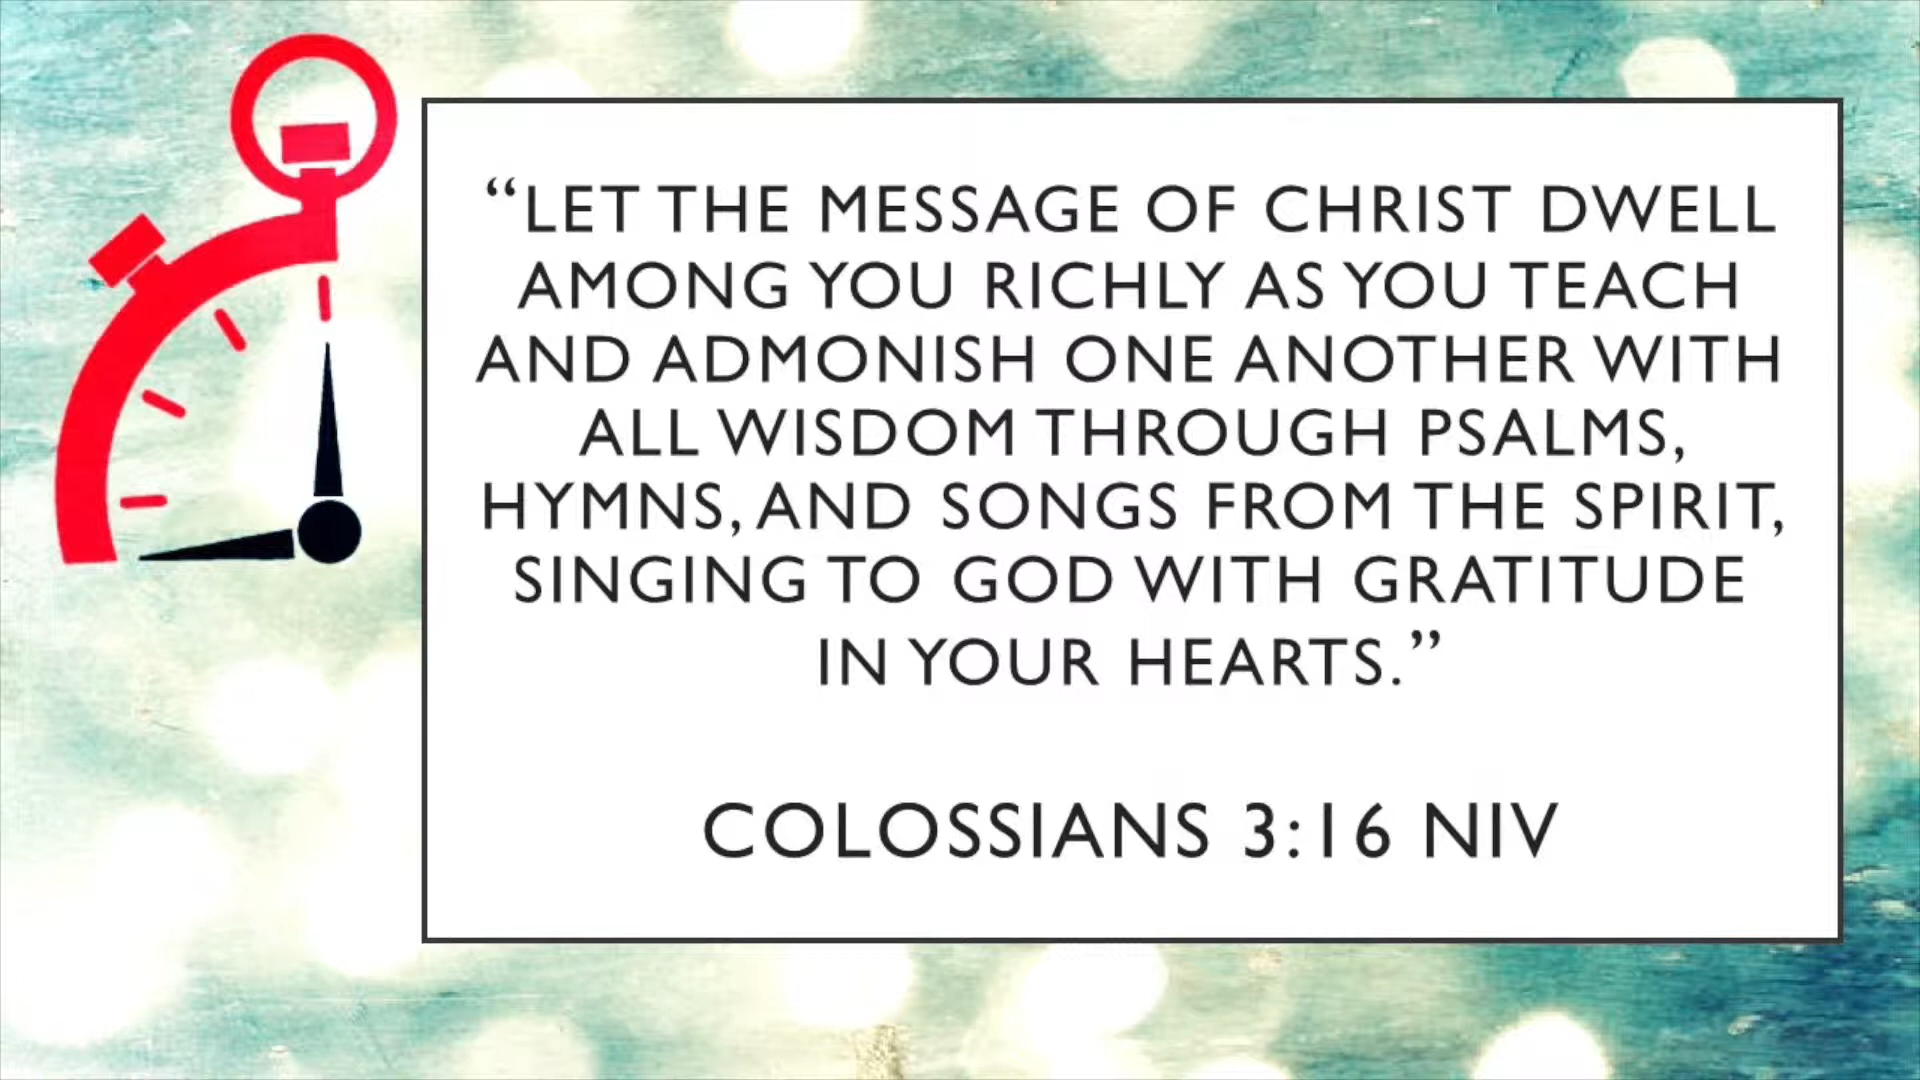 “LET THE MESSAGE OF CHRIST DWELL
AMONG YOU RICHLY AS YOU TEACH
AND ADMONISH ONE ANOTHER WITH
ALL WISDOM THROUGH PSALMS,
HYMNS, AND SONGS FROM THE SPIRIT,
SINGING TO GOD WITH GRATITUDE
IN YOUR HEARTS.”
COLOSSIANS 3:16 NIV